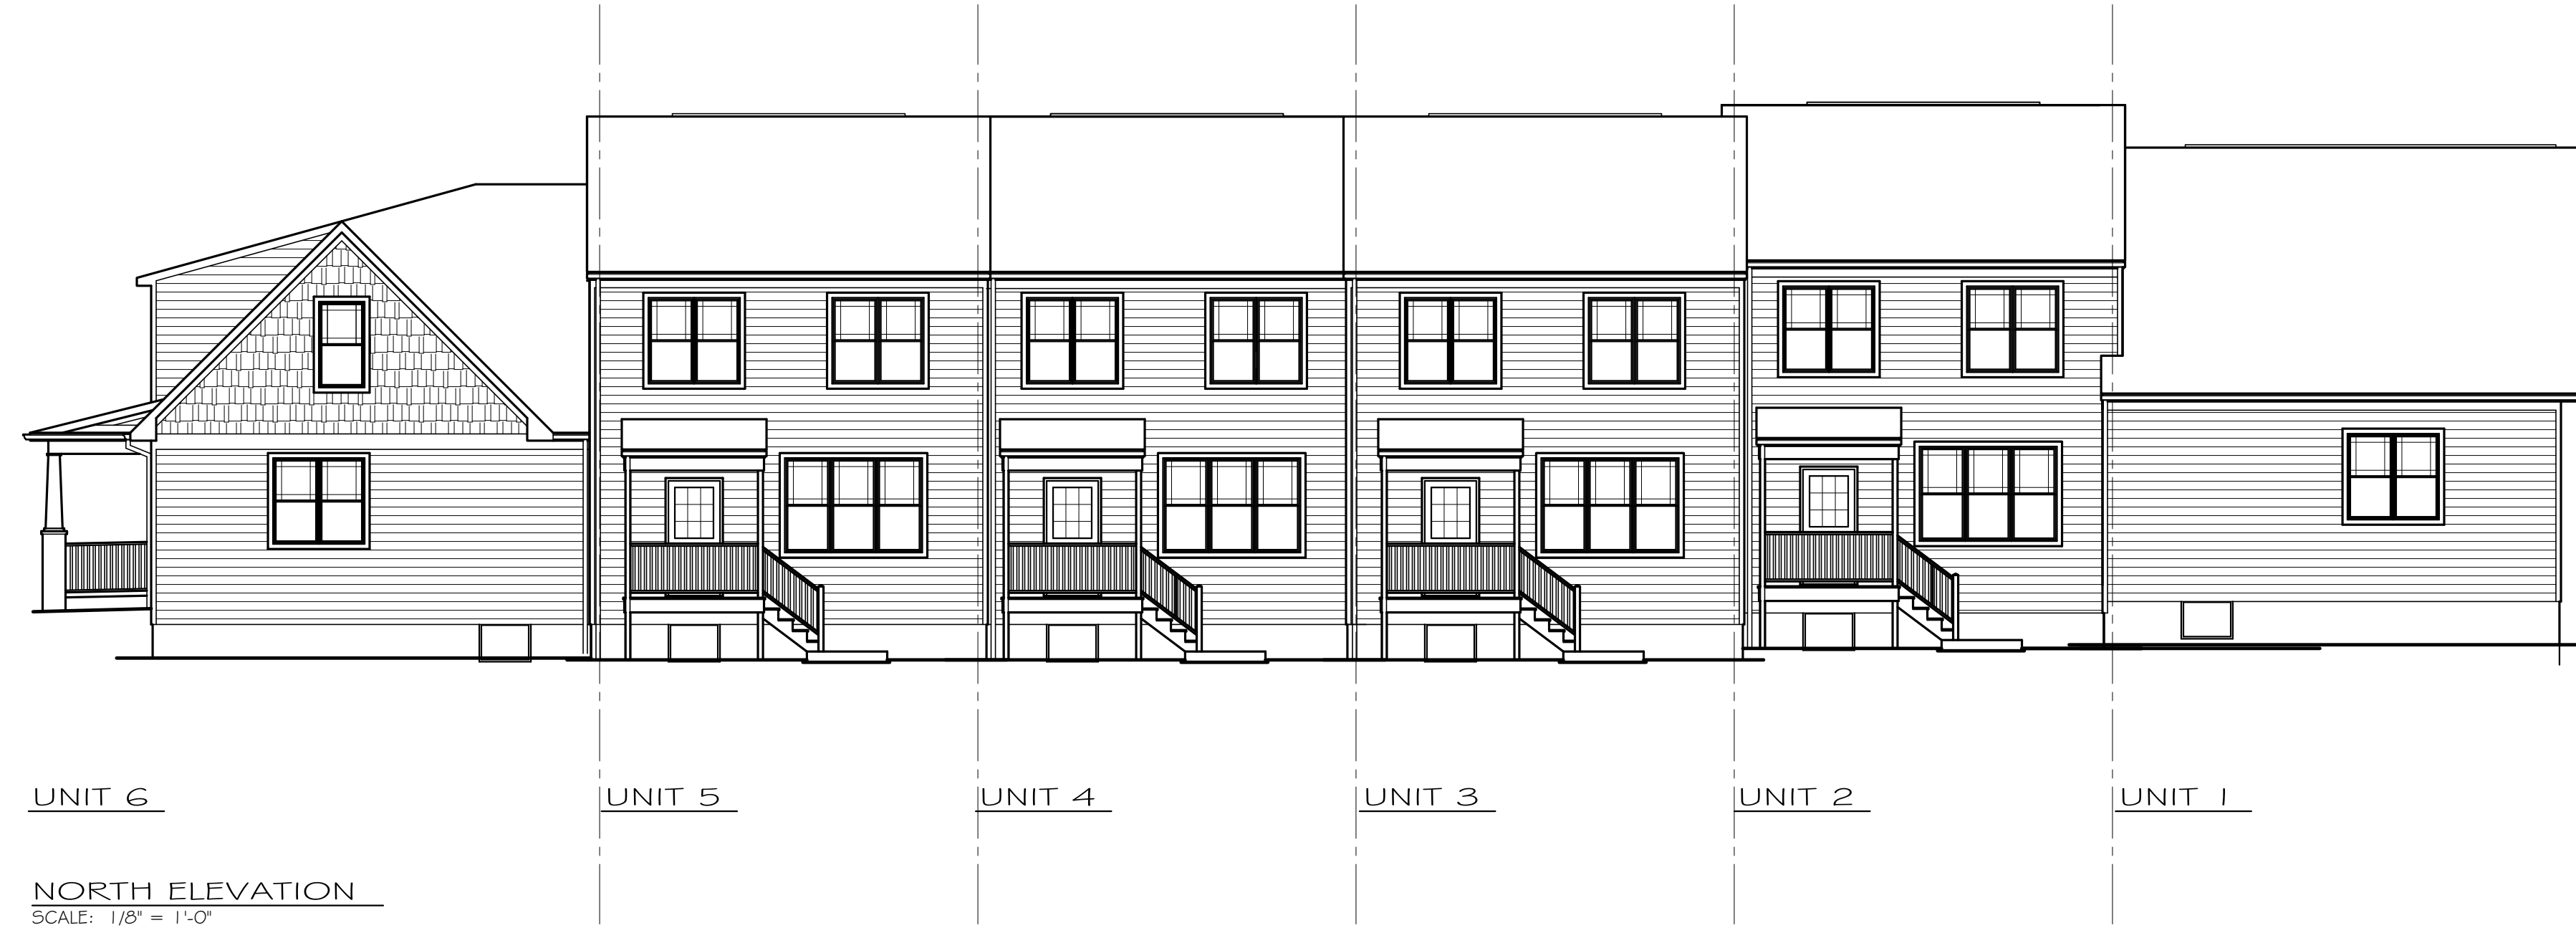 UNIT 6
UNIT 5
UNIT 4
UNIT 3
UNIT 2
UNIT 1
NORTH ELEVATION
SCALE: 1/8" = 1'-0"